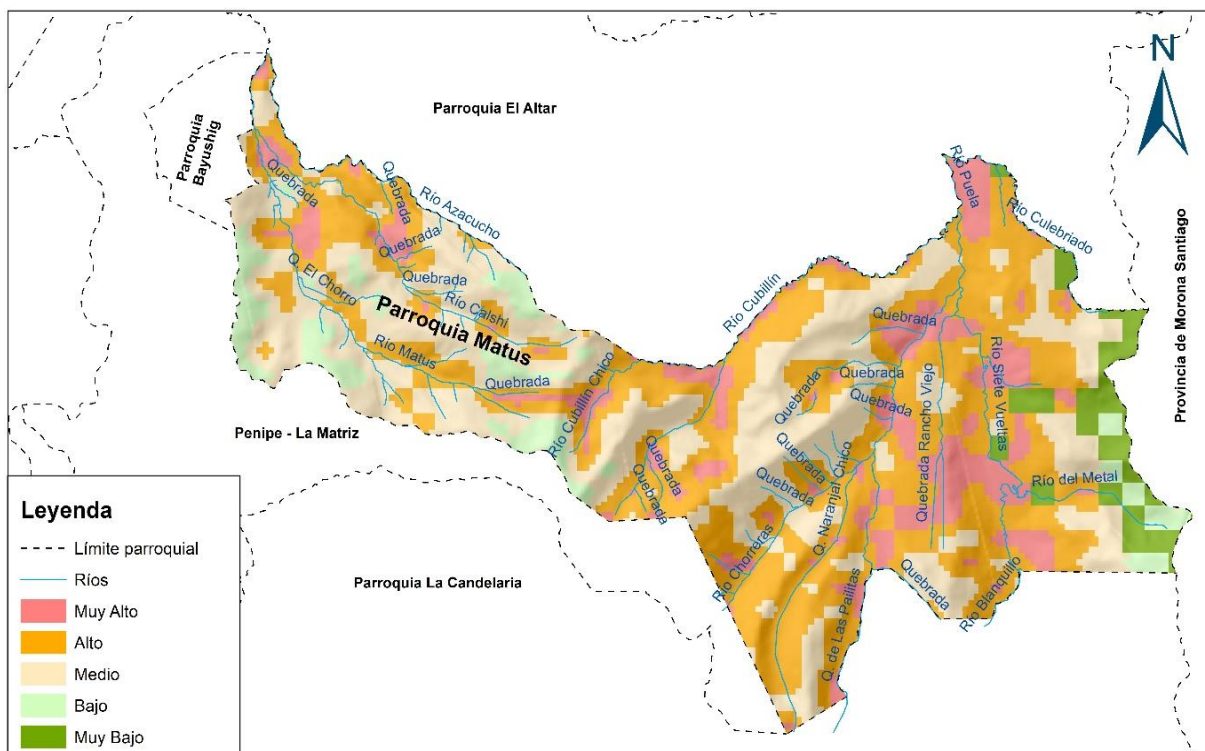 N
Parroquia El Altar
Parroquia
Bayushig
Quebrada
Quebrada
Río Azacucho
Quebrada
Quebrada
Q. El Chorro
Río Calshi
Parroquia Matus
Río Matus
Quebrada
Río Cubillín Chico
Río Cubillín
Río Puela
Río Culebriado
Provincia de Morona Santiago
Quebrada
Quebrada
Quebrada
Quebrada
Quebrada Rancho Viejo
Río Siete Vueltas
Río del Metal
Penipe - La Matriz
Quebrada
Quebrada
Quebrada
Quebrada
Q. Naranjal Chico
Río Chorreras
Q. de Las Pailitas
Quebrada
Río Blanquillo
Parroquia La Candelaria
Leyenda
Límite parroquial
Ríos
Muy Alto
Alto
Medio
Bajo
Muy Bajo